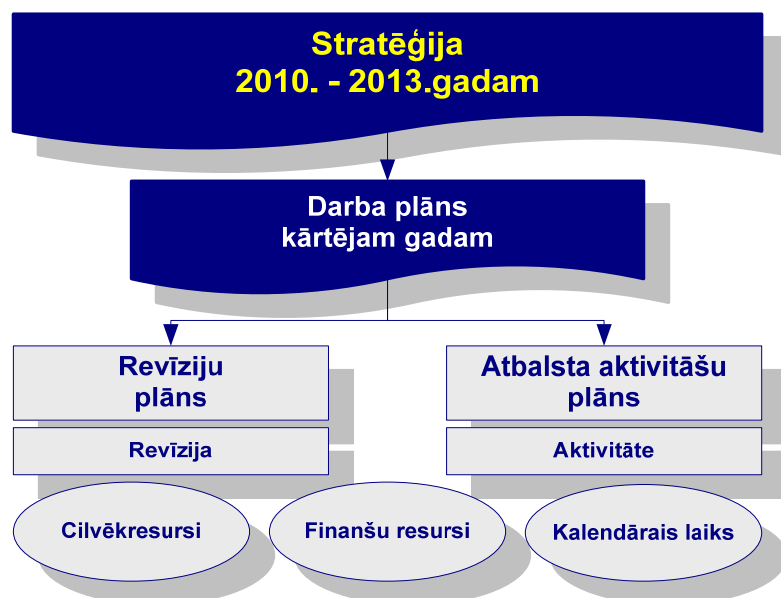 Stratēģija
2010. - 2013.gadam
Darba plāns
kārtējam gadam
Revīziju
plāns
Atbalsta aktivitāšu
plāns
Revīzija
Aktivitāte
Cilvēkresursi
Finanšu resursi
Kalendārais laiks